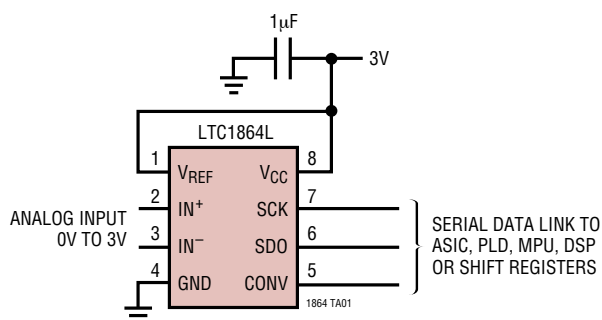 1µF
3V
LTC1864L
1
8
VREF
VCC
2
7
ANALOG INPUT
0V TO 3V
IN+
SCK
3
6
IN−
SDO
SERIAL DATA LINK TO
ASIC, PLD, MPU, DSP
OR SHIFT REGISTERS
4
5
GND
CONV
1864 TA01